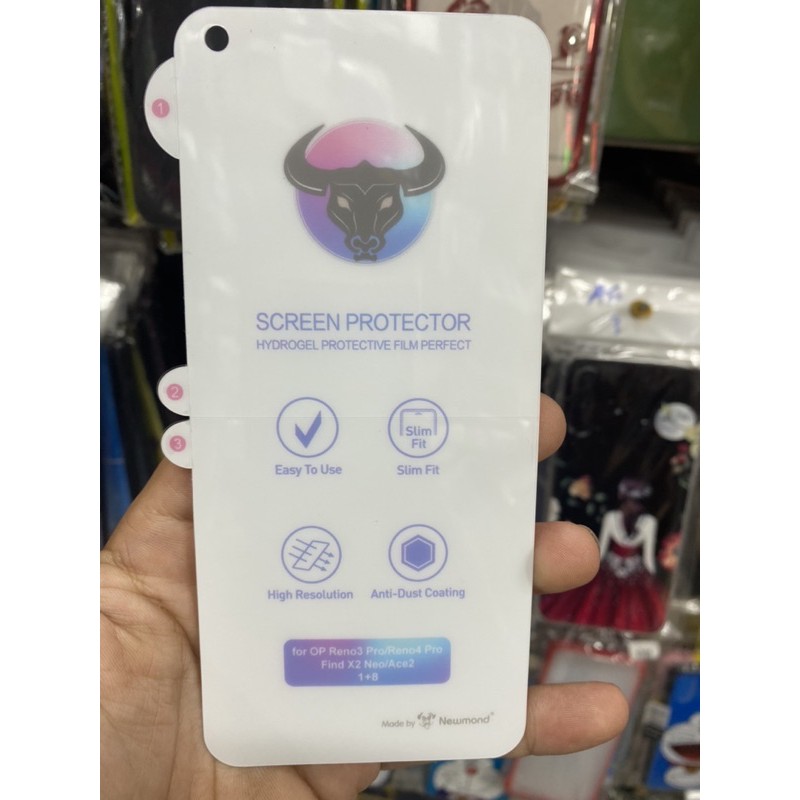 1
SCREEN PROTECTOR
HYDROGEL PROTECTIVE FILM PERFECT
2
3
Slim
Fit
Easy To Use
Slim Fit
High Resolution
Anti-Dust Coating
for OP Reno3 Pro/Reno4 Pro
Find X2 Neo/Ace2
1+8
Made by Newmond®